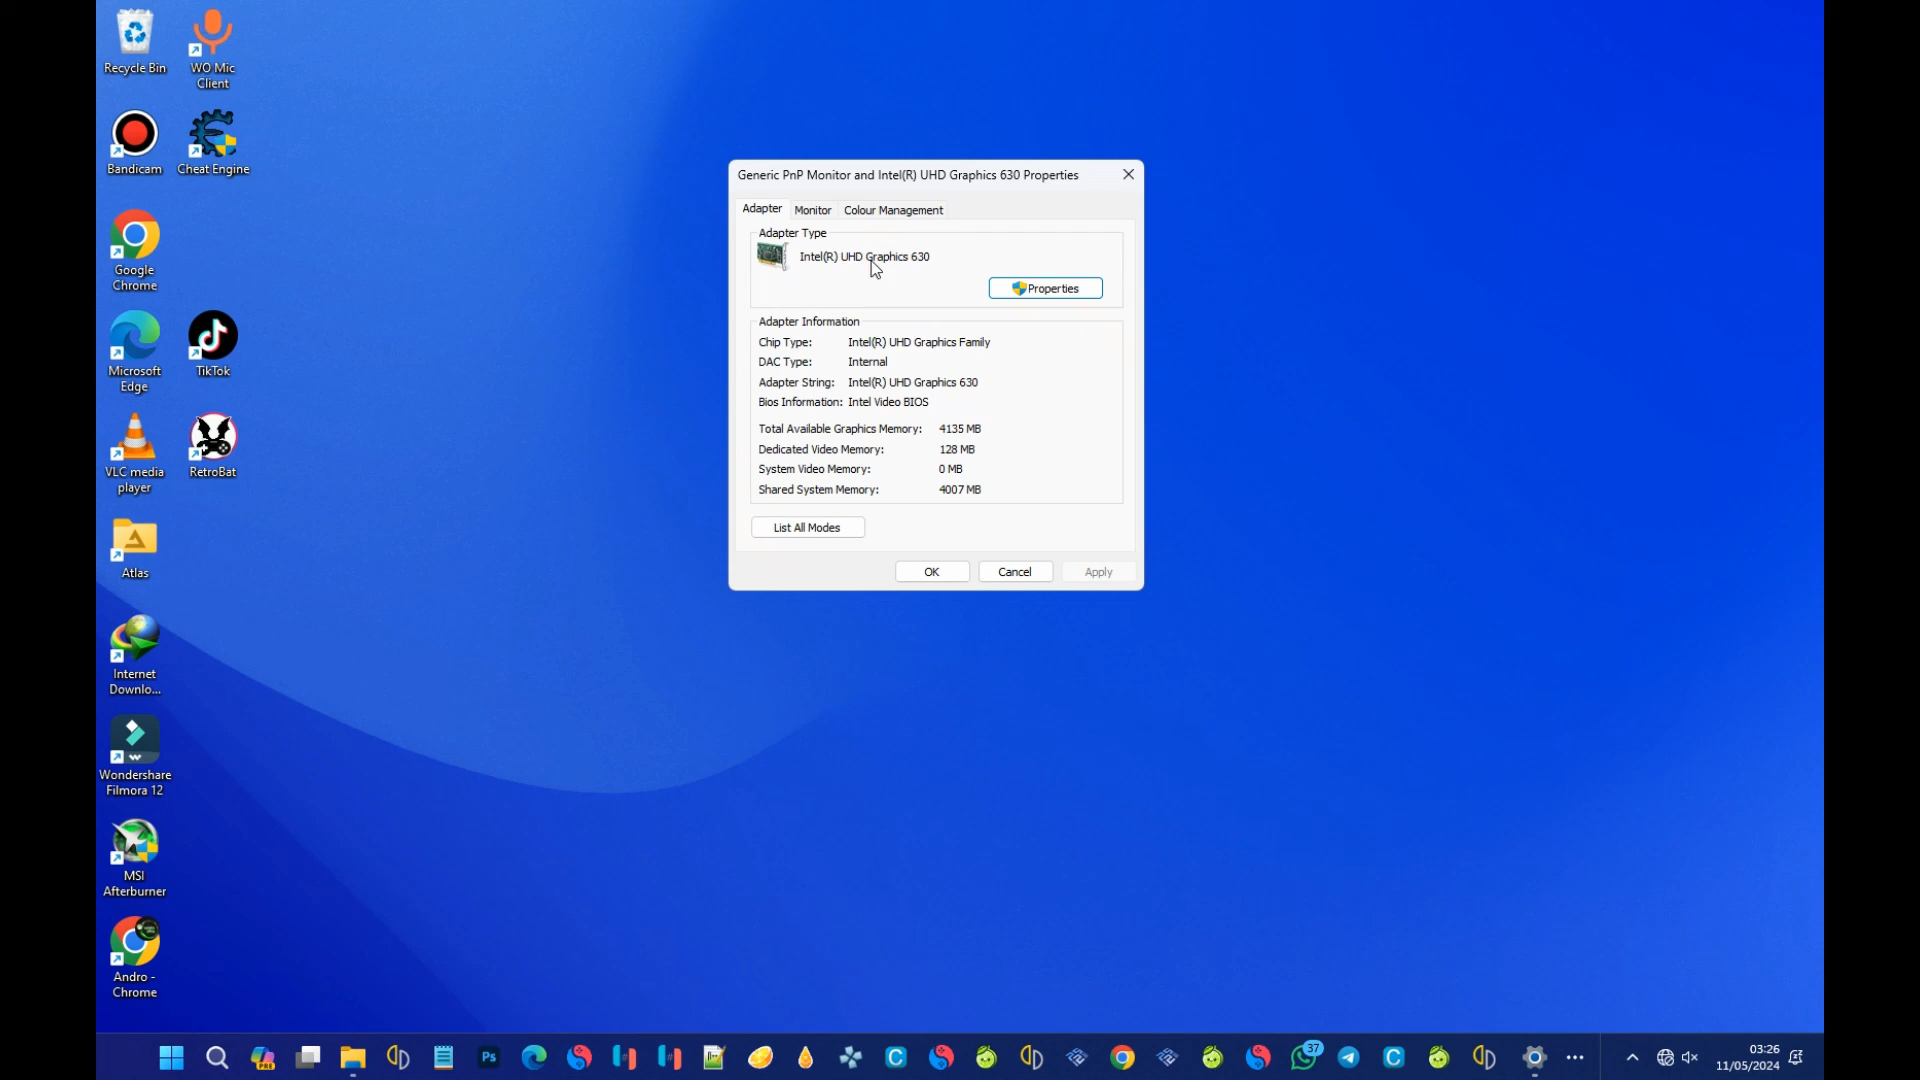 Recycle Bin
WO Mic
Client
Bandicam
Cheat Engine
Google
Chrome
Microsoft
Edge
TikTok
VLC media
player
RetroBat
Atlas
Internet
Downlo...
Wondershare
Filmora 12
MSI
Afterburner
Andro -
Chrome
Generic PnP Monitor and Intel(R) UHD Graphics 630 Properties
Adapter Monitor Colour Management
Adapter Type
Intel(R) UHD Graphics 630
Properties
Adapter Information
Chip Type: Intel(R) UHD Graphics Family
DAC Type: Internal
Adapter String: Intel(R) UHD Graphics 630
Bios Information: Intel Video BIOS
Total Available Graphics Memory: 4135 MB
Dedicated Video Memory: 128 MB
System Video Memory: 0 MB
Shared System Memory: 4007 MB
List All Modes
OK Cancel Apply
PRE
Ps
37
03:26
11/05/2024